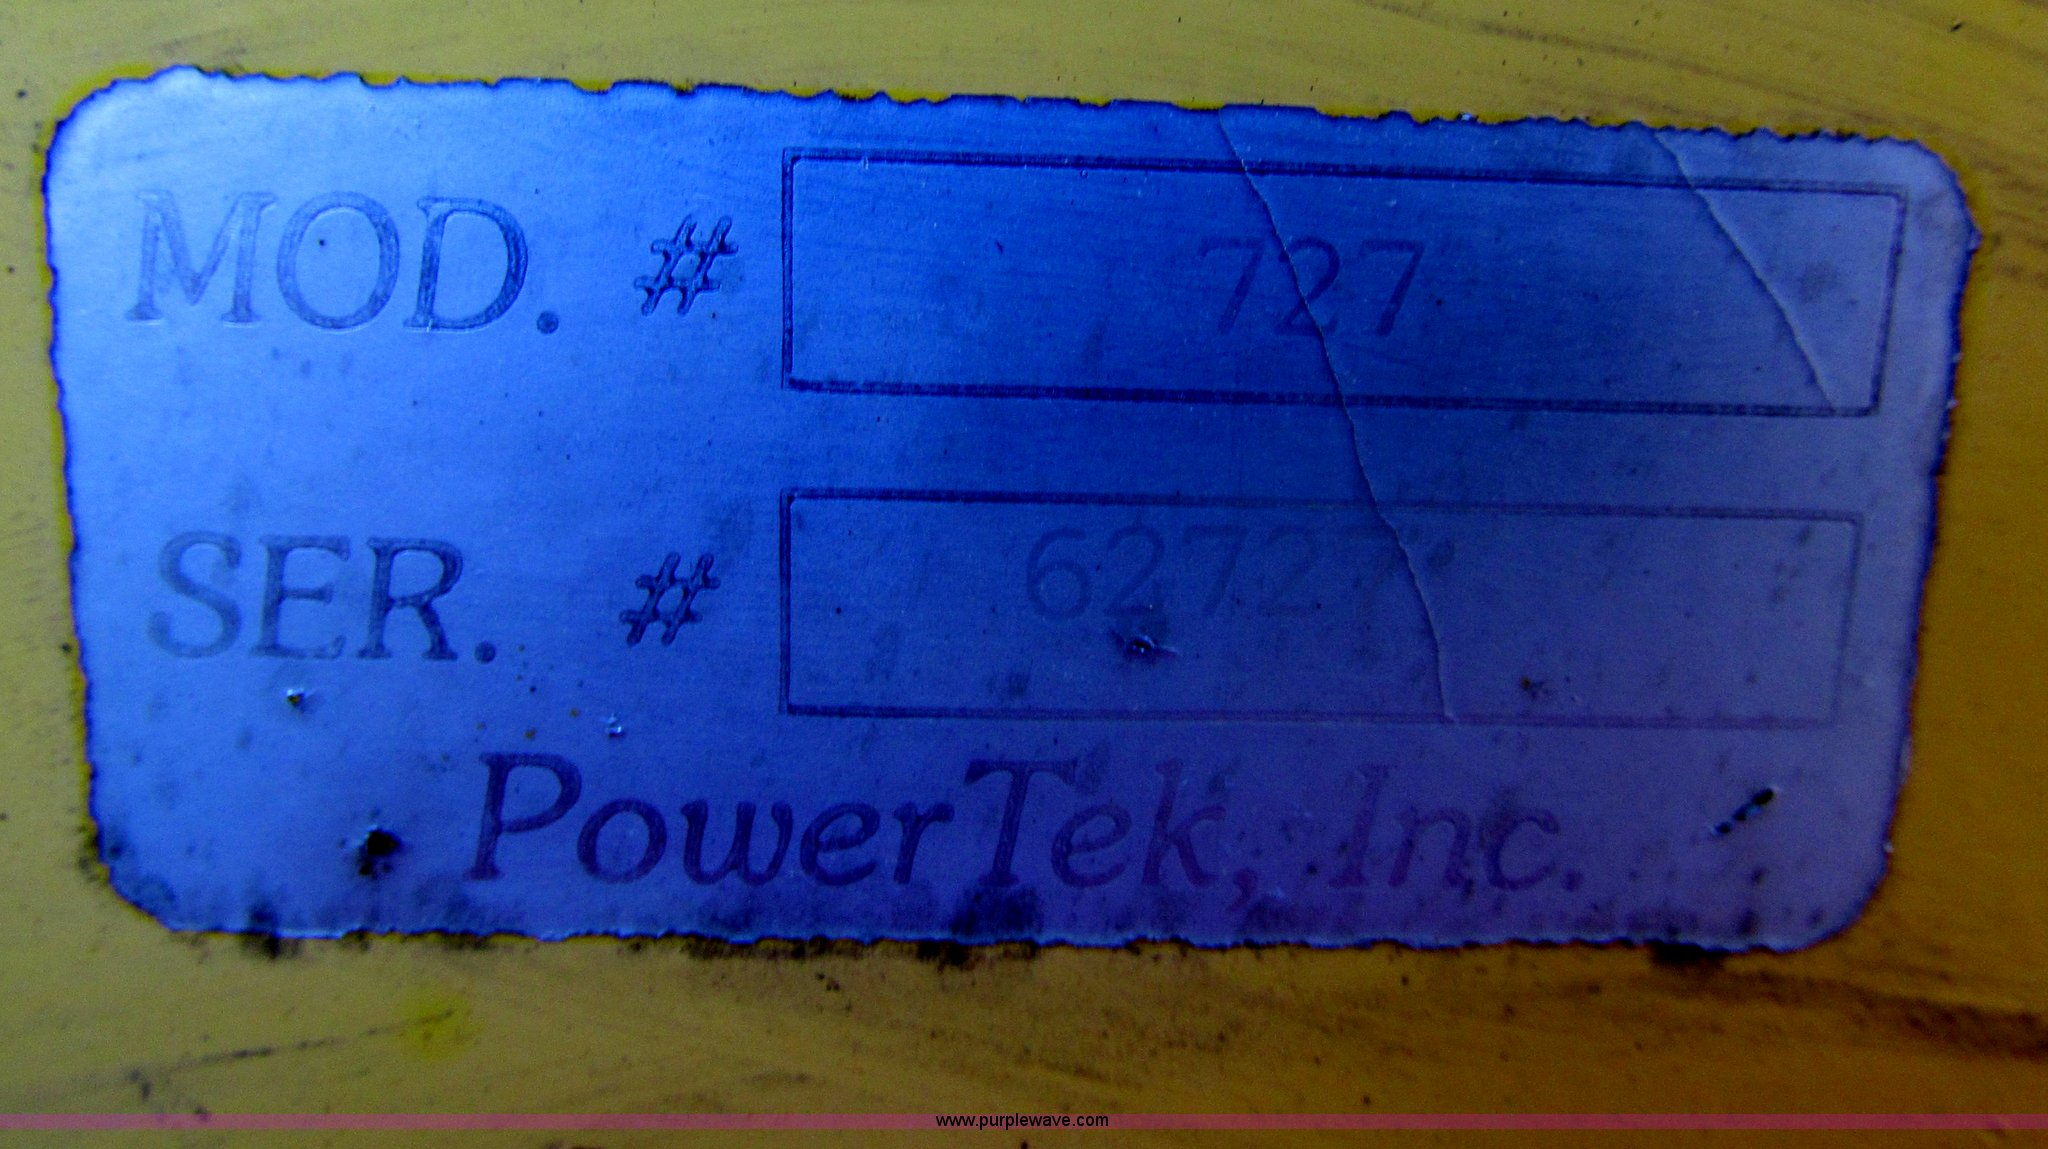 MOD. # 727
SER. # 62727
PowerTek, Inc.
www.purplewave.com